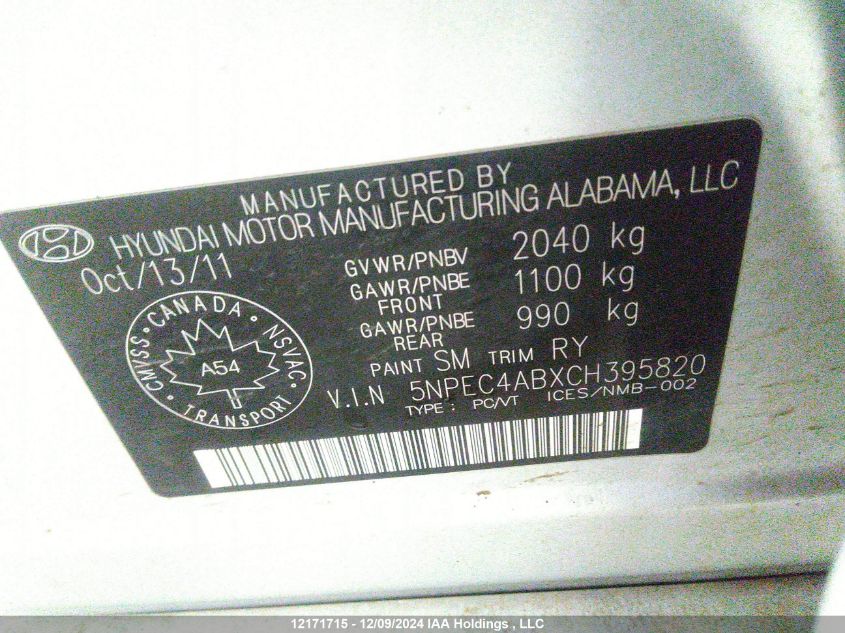 MANUFACTURED BY
HYUNDAI MOTOR MANUFACTURING ALABAMA, LLC
Oct/13/11
GVWR/PNBV 2040 kg
GAWR/PNBE FRONT 1100 kg
GAWR/PNBE REAR 990 kg
PAINT SM TRIM RY
V.I.N 5NPEC4ABXCH395820
TYPE : PC/VT ICES/NMB-002
CANADA • NSVAC • TRANSPORT • CM/SS •
A54
12171715 - 12/09/2024 IAA Holdings , LLC